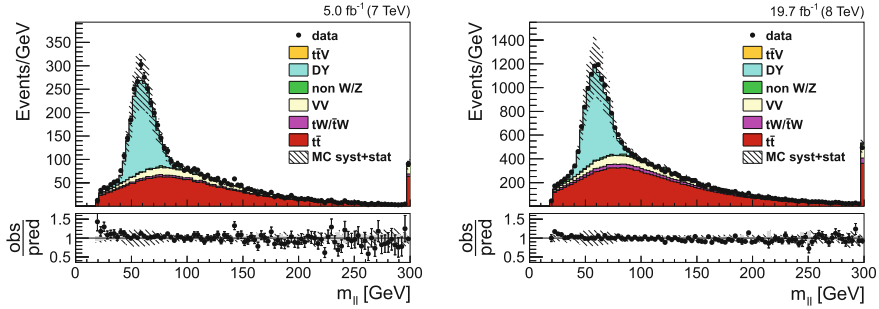 5.0 fb⁻¹ (7 TeV)
Events/GeV
350
300
250
200
150
100
50
data
tt̄V
DY
non W/Z
VV
tW/t̄W
tt̄
MC syst+stat
obs
pred
1.5
1
0.5
0 50 100 150 200 250 300
m_ll [GeV]
19.7 fb⁻¹ (8 TeV)
Events/GeV
1400
1200
1000
800
600
400
200
data
tt̄V
DY
non W/Z
VV
tW/t̄W
tt̄
MC syst+stat
obs
pred
1.5
1
0.5
0 50 100 150 200 250 300
m_ll [GeV]